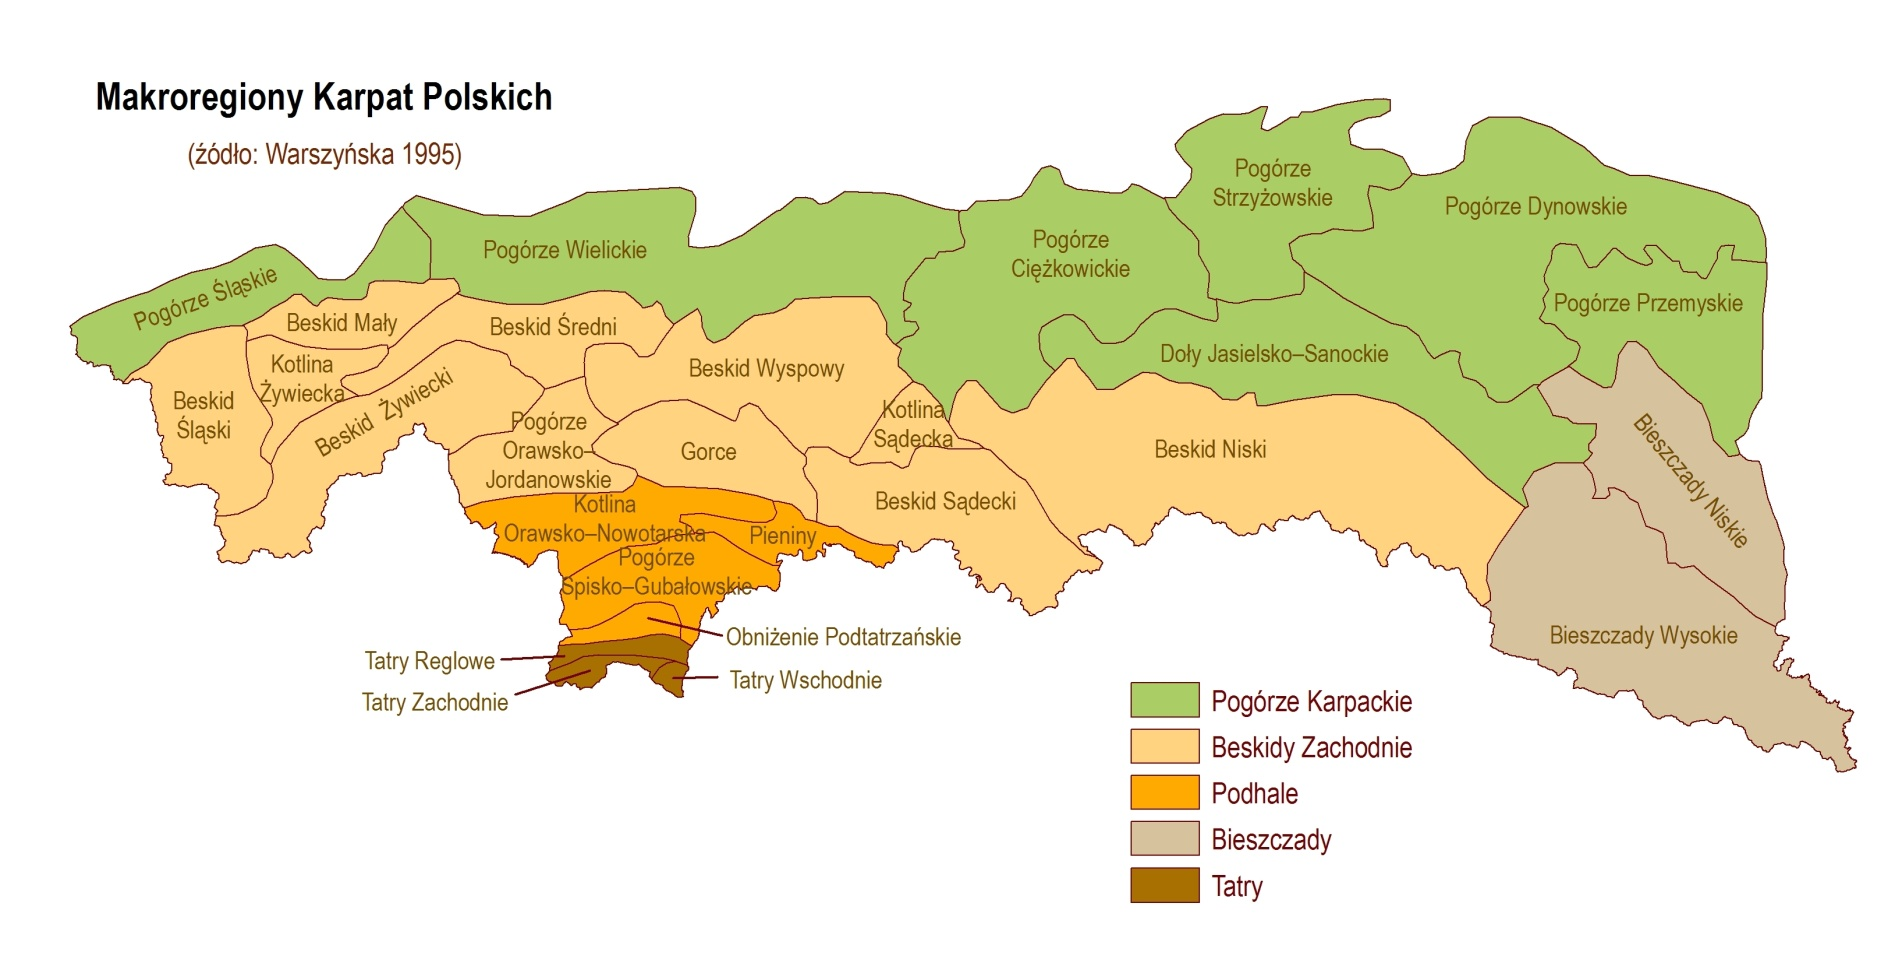 Makroregiony Karpat Polskich
(źódło: Warszyńska 1995)
Pogórze
Strzyżowskie
Pogórze Dynowskie
Pogórze Wielickie
Pogórze
Ciężkowickie
Pogórze Śląskie
Pogórze Przemyskie
Beskid Mały
Beskid Średni
Doły Jasielsko–Sanockie
Kotlina
Żywiecka
Beskid Wyspowy
Beskid
Śląski
Beskid Żywiecki
Pogórze
Orawsko–
Jordanowskie
Kotlina
Sądecka
Gorce
Beskid Niski
Bieszczady Niskie
Beskid Sądecki
Kotlina
Orawsko–Nowotarska
Pieniny
Pogórze
Spisko–Gubałowskie
Obniżenie Podtatrzańskie
Bieszczady Wysokie
Tatry Reglowe
Tatry Wschodnie
Tatry Zachodnie
Pogórze Karpackie
Beskidy Zachodnie
Podhale
Bieszczady
Tatry